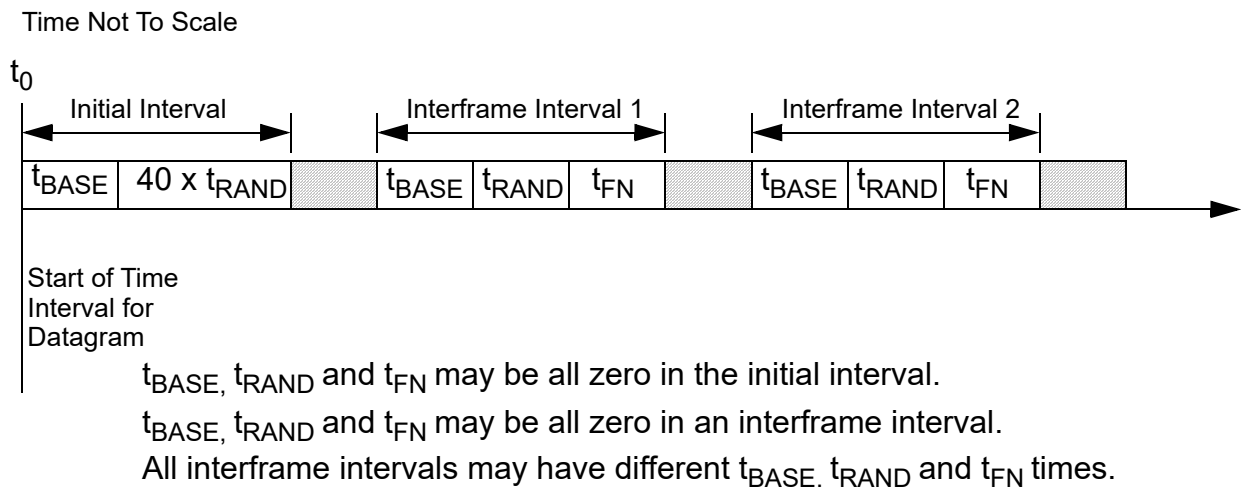 Time Not To Scale
t0
Initial Interval Interframe Interval 1 Interframe Interval 2
tBASE 40 x tRAND tBASE tRAND tFN tBASE tRAND tFN
Start of Time
Interval for
Datagram
tBASE, tRAND and tFN may be all zero in the initial interval.
tBASE, tRAND and tFN may be all zero in an interframe interval.
All interframe intervals may have different tBASE, tRAND and tFN times.